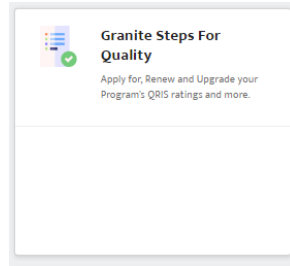 Granite Steps For
Quality
Apply for, Renew and Upgrade your
Program's QRIS ratings and more.